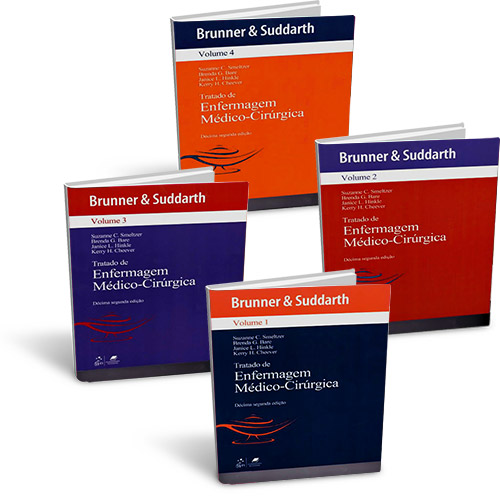 Brunner & Suddarth
Volume 4
Suzanne C. Smeltzer
Brenda G. Bare
Janice L. Hinkle
Kerry H. Cheever
Tratado de
Enfermagem
Médico-Cirúrgica
Décima segunda edição
Brunner & Suddarth
Volume 2
Suzanne C. Smeltzer
Brenda G. Bare
Janice L. Hinkle
Kerry H. Cheever
Tratado de
Enfermagem
Médico-Cirúrgica
Décima segunda edição
Brunner & Suddarth
Volume 3
Suzanne C. Smeltzer
Brenda G. Bare
Janice L. Hinkle
Kerry H. Cheever
Tratado de
Enfermagem
Médico-Cirúrgica
Décima segunda edição
Brunner & Suddarth
Volume 1
Suzanne C. Smeltzer
Brenda G. Bare
Janice L. Hinkle
Kerry H. Cheever
Tratado de
Enfermagem
Médico-Cirúrgica
Décima segunda edição